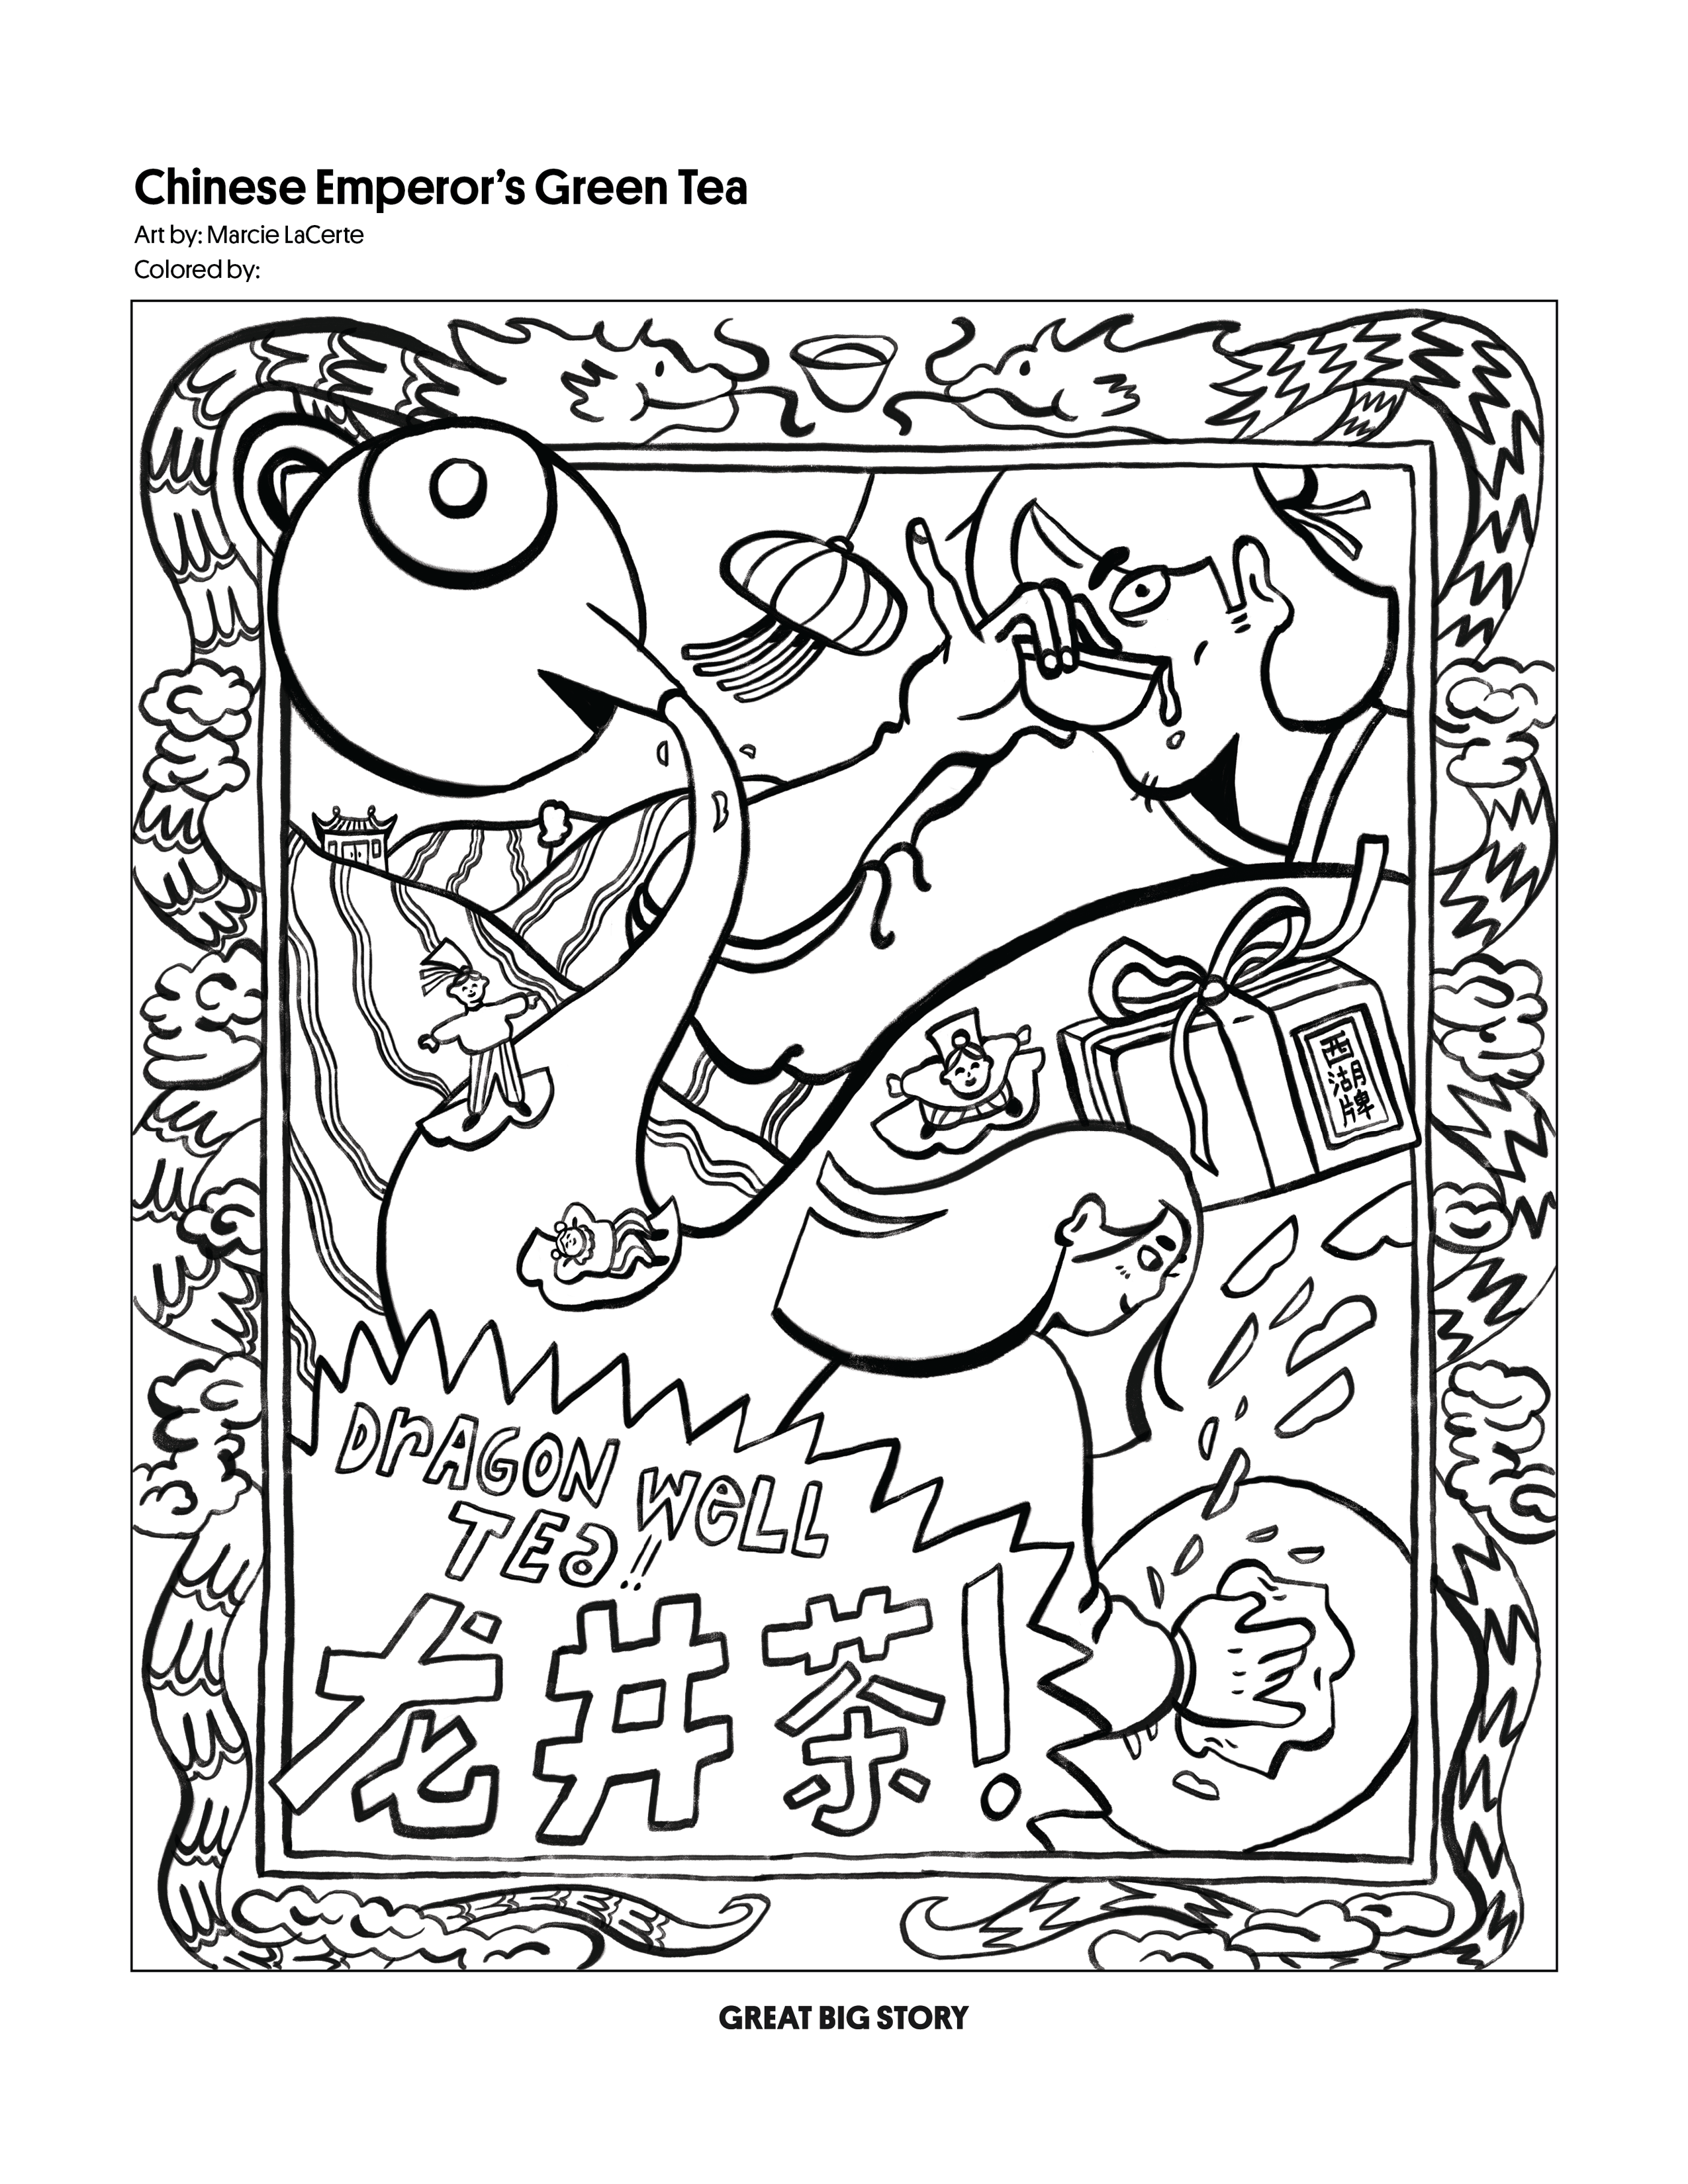 Chinese Emperor's Green Tea
Art by: Marcie LaCerte
Colored by:
西湖牌
DrAGON WeLL
TEa!!
龙井茶!
GREAT BIG STORY